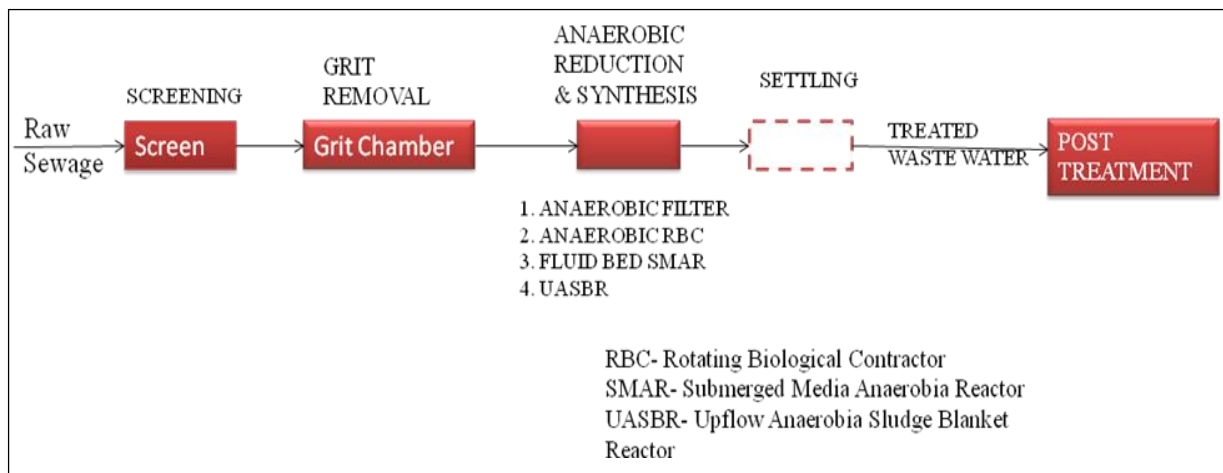 Raw
Sewage
SCREENING
Screen
GRIT
REMOVAL
Grit Chamber
ANAEROBIC
REDUCTION
& SYNTHESIS
1. ANAEROBIC FILTER
2. ANAEROBIC RBC
3. FLUID BED SMAR
4. UASBR
SETTLING
TREATED
WASTE WATER
POST
TREATMENT
RBC- Rotating Biological Contractor
SMAR- Submerged Media Anaerobia Reactor
UASBR- Upflow Anaerobia Sludge Blanket
Reactor